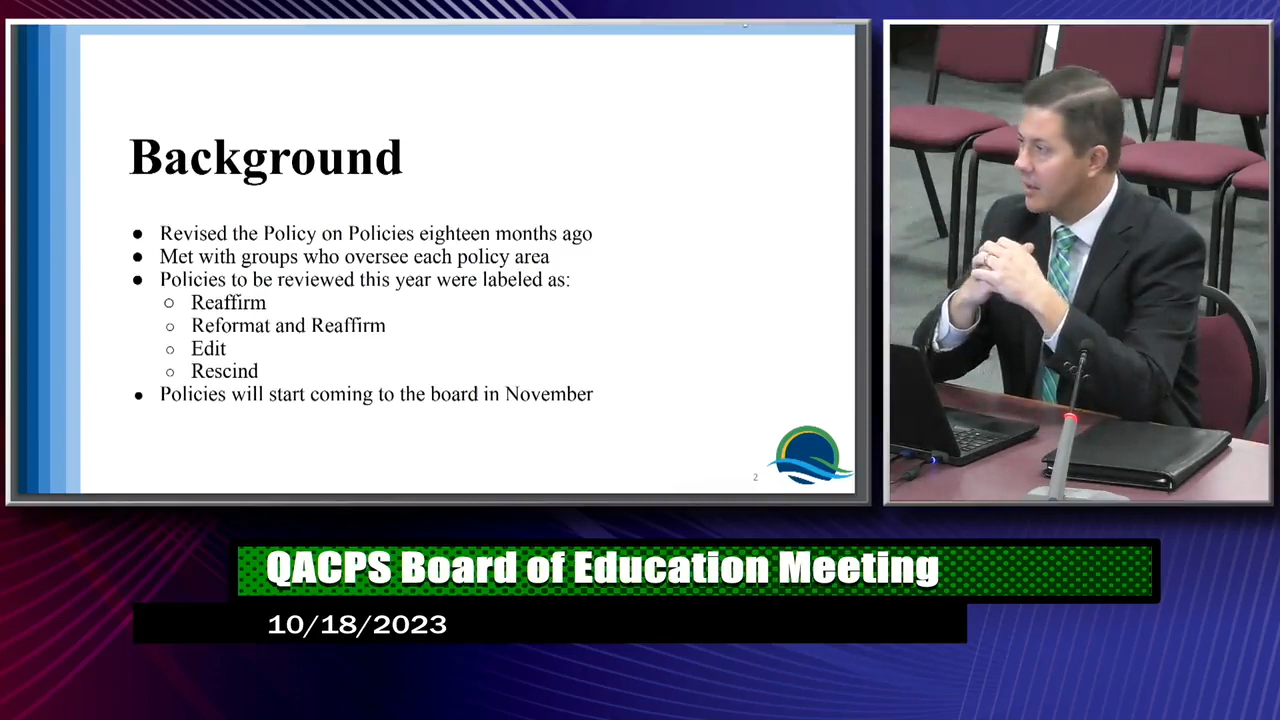 Background
● Revised the Policy on Policies eighteen months ago
● Met with groups who oversee each policy area
● Policies to be reviewed this year were labeled as:
○ Reaffirm
○ Reformat and Reaffirm
○ Edit
○ Rescind
● Policies will start coming to the board in November
2
QACPS Board of Education Meeting
10/18/2023